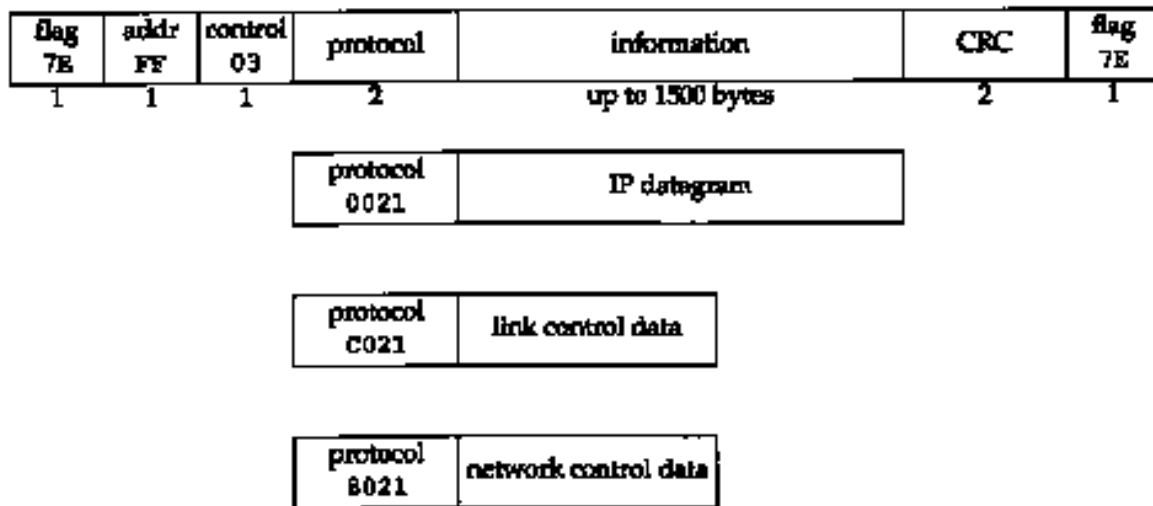 flag addr control protocol information CRC flag
7E FF 03 7E
1 1 1 2 up to 1500 bytes 2 1
protocol IP datagram
0021
protocol link control data
C021
protocol network control data
8021